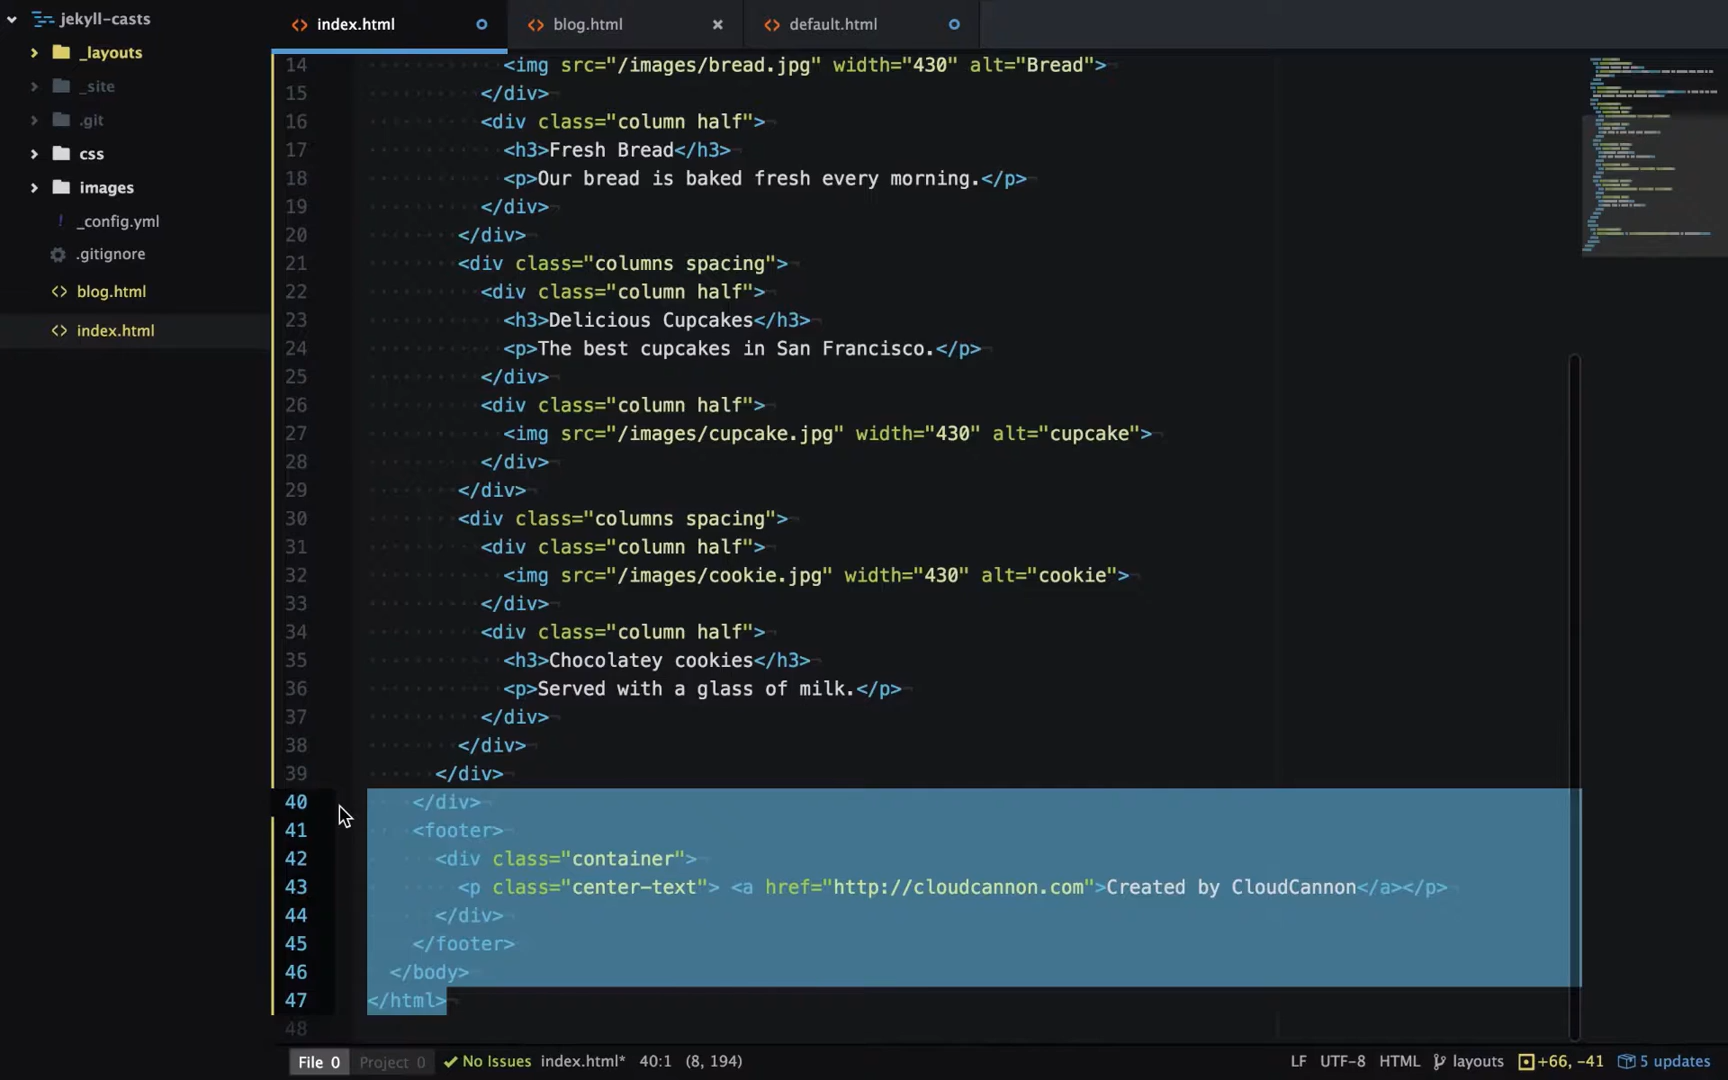 jekyll-casts
_layouts
_site
.git
css
images
_config.yml
.gitignore
blog.html
index.html
index.html
blog.html
default.html
14 <img src="/images/bread.jpg" width="430" alt="Bread">
15 </div>
16 <div class="column half">
17 <h3>Fresh Bread</h3>
18 <p>Our bread is baked fresh every morning.</p>
19 </div>
20 </div>
21 <div class="columns spacing">
22 <div class="column half">
23 <h3>Delicious Cupcakes</h3>
24 <p>The best cupcakes in San Francisco.</p>
25 </div>
26 <div class="column half">
27 <img src="/images/cupcake.jpg" width="430" alt="cupcake">
28 </div>
29 </div>
30 <div class="columns spacing">
31 <div class="column half">
32 <img src="/images/cookie.jpg" width="430" alt="cookie">
33 </div>
34 <div class="column half">
35 <h3>Chocolatey cookies</h3>
36 <p>Served with a glass of milk.</p>
37 </div>
38 </div>
39 </div>
40 </div>
41 <footer>
42 <div class="container">
43 <p class="center-text"> <a href="http://cloudcannon.com">Created by CloudCannon</a></p>
44 </div>
45 </footer>
46 </body>
47 </html>
48
File 0 Project 0 No Issues index.html* 40:1 (8, 194) LF UTF-8 HTML layouts +66, -41 5 updates